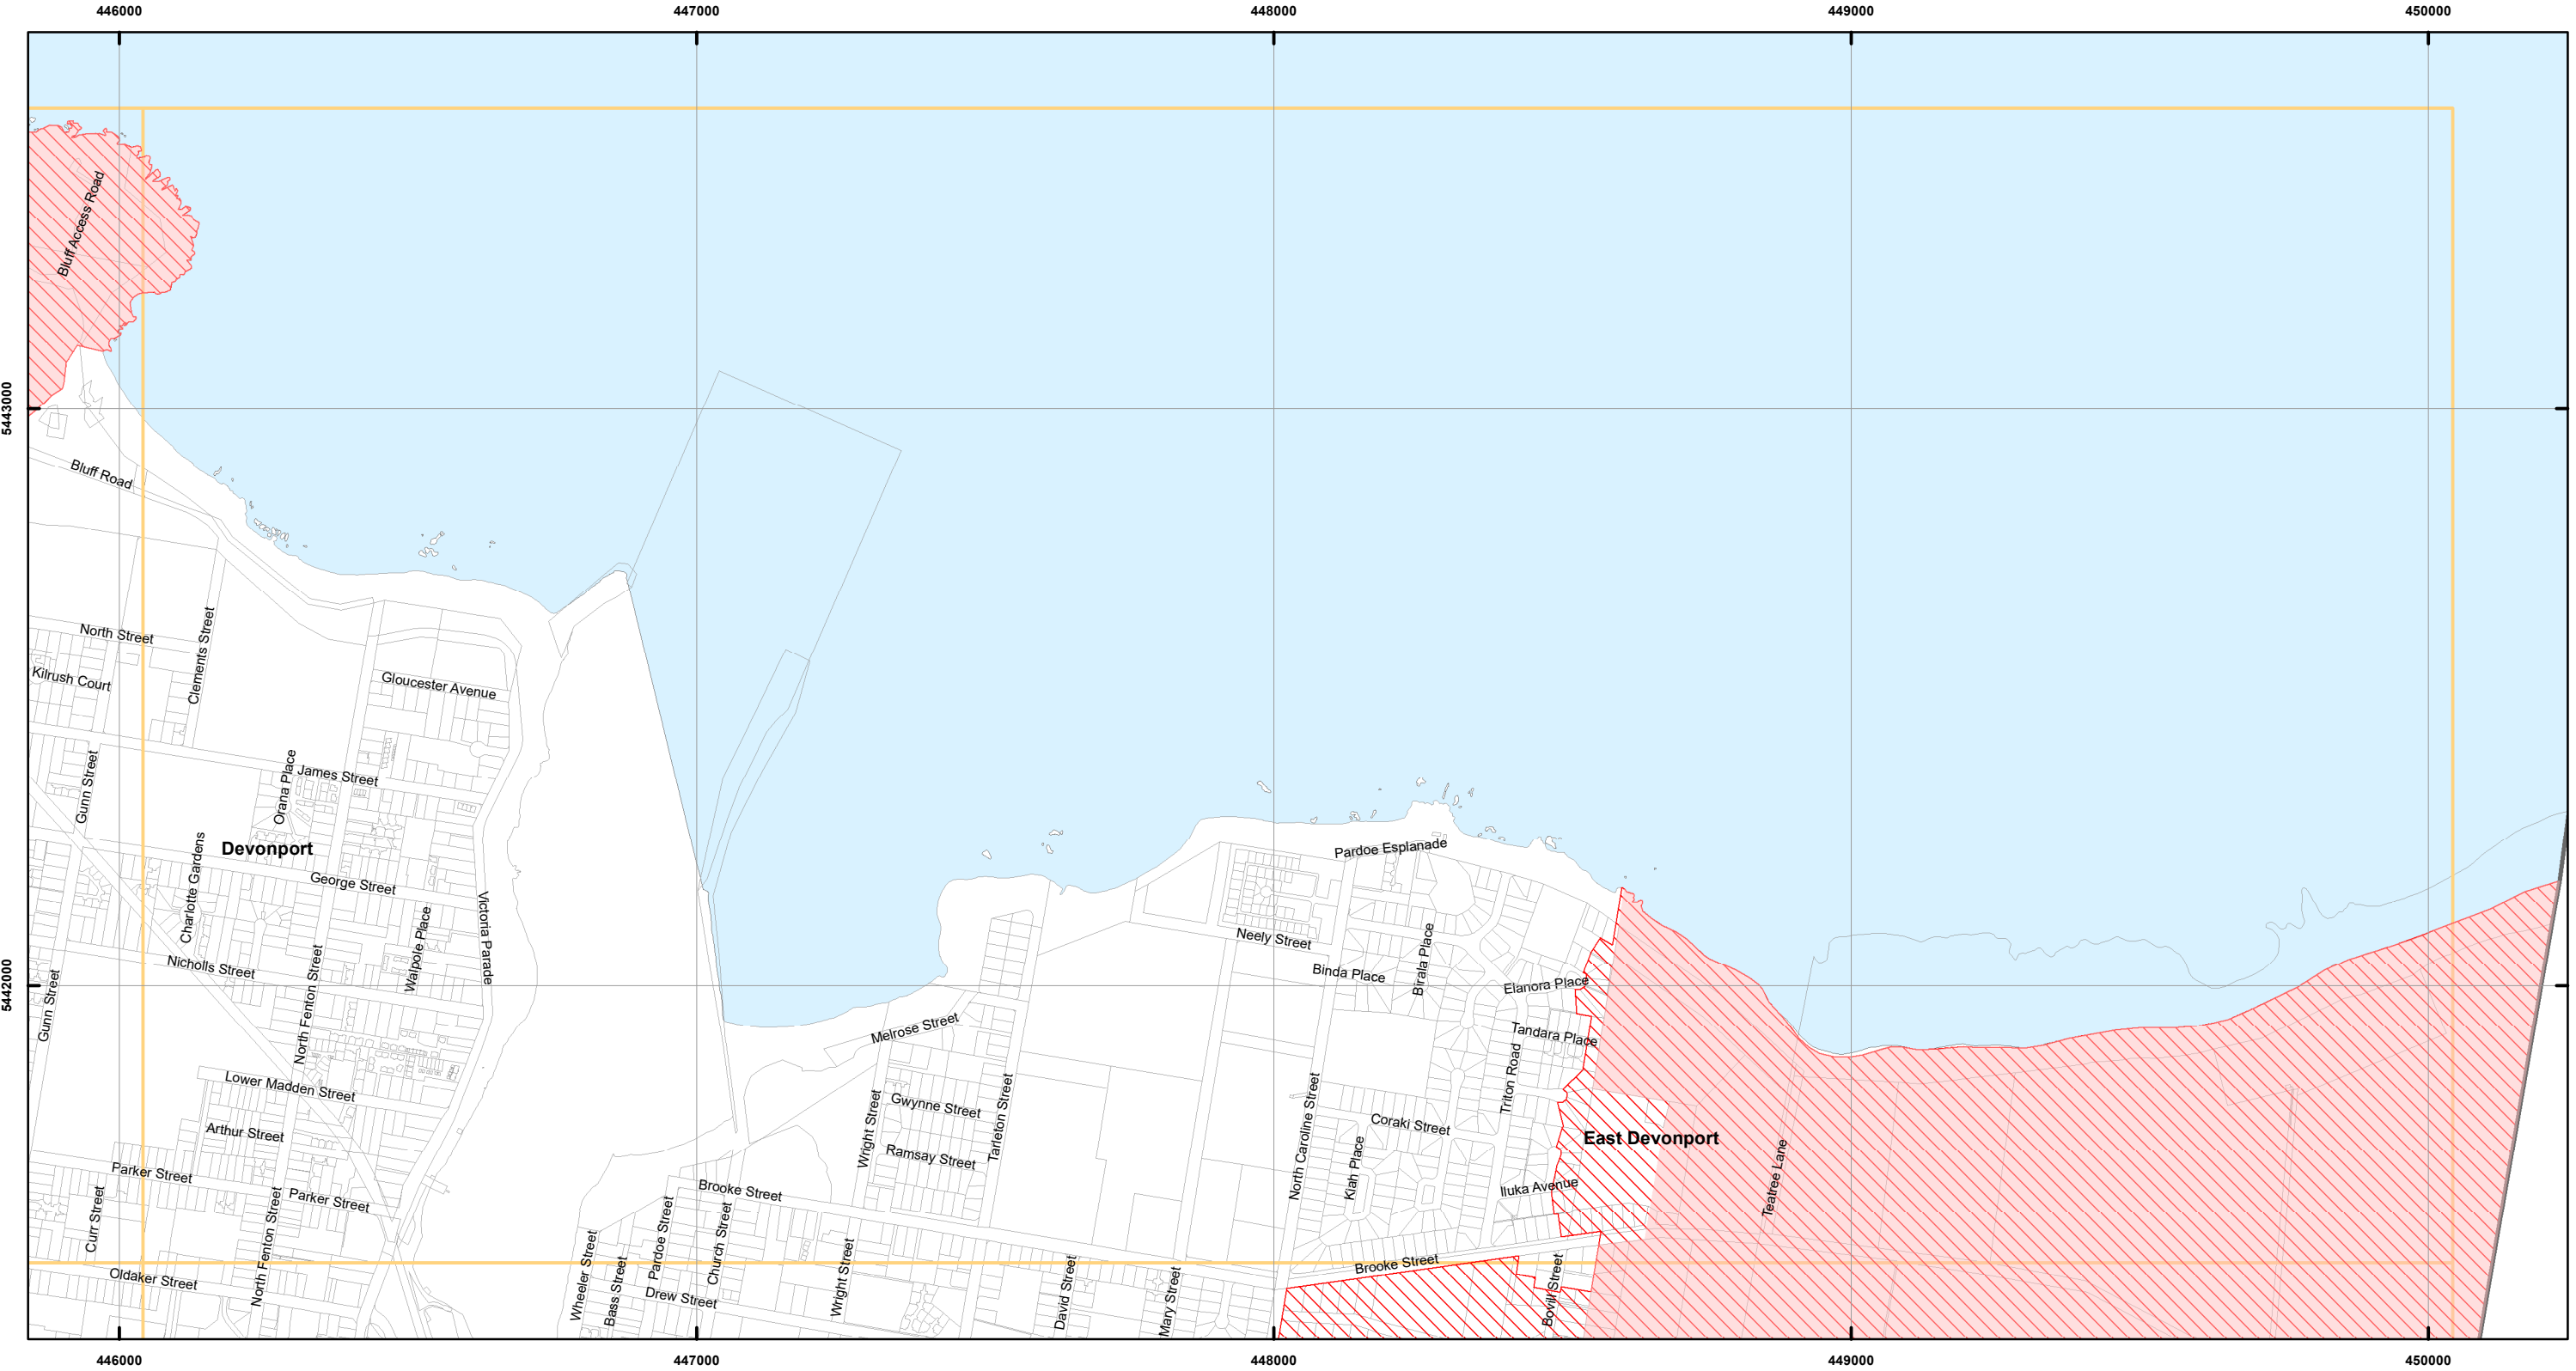 446000
447000
448000
449000
450000
5443000
5442000
Bluff Access Road
Bluff Road
North Street
Kilrush Court
Clements Street
Gloucester Avenue
Gunn Street
Orana Place
James Street
Devonport
Charlotte Gardens
George Street
Victoria Parade
Walpole Place
Nicholls Street
Gunn Street
North Fenton Street
Lower Madden Street
Arthur Street
Parker Street
Parker Street
Curr Street
North Fenton Street
Oldaker Street
Pardoe Esplanade
Neely Street
Binda Place
Birala Place
Elanora Place
Tandara Place
Melrose Street
Triton Road
Gwynne Street
Wright Street
Tarleton Street
North Caroline Street
Coraki Street
East Devonport
Ramsay Street
Kiah Place
Teatree Lane
Iluka Avenue
Brooke Street
Pardoe Street
Church Street
Wheeler Street
Bass Street
Wright Street
Drew Street
David Street
Mary Street
Brooke Street
Bovill Street
446000
447000
448000
449000
450000